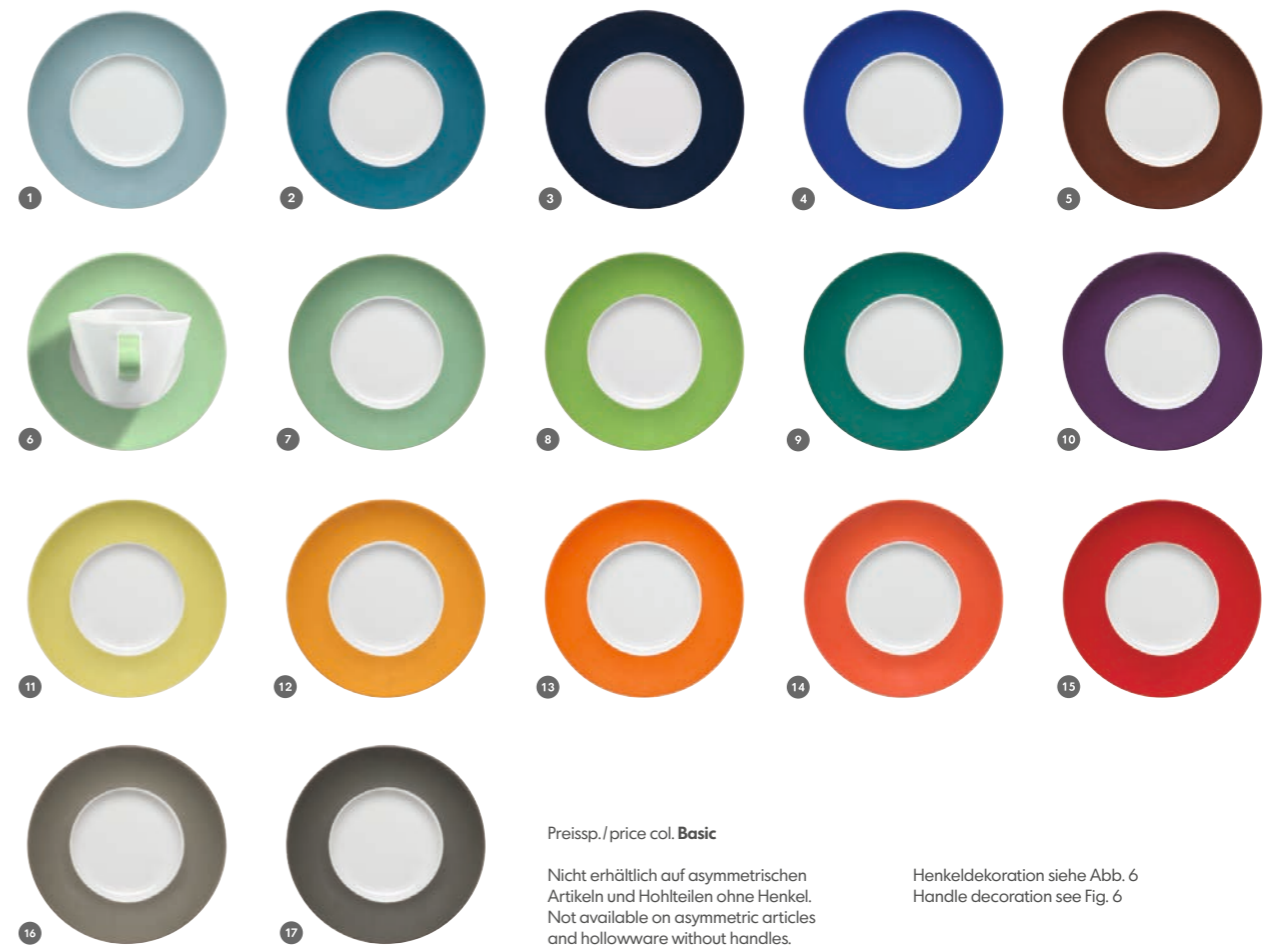 1
2
3
4
5
6
7
8
9
10
11
12
13
14
15
16
17
Preissp./price col. Basic
Nicht erhältlich auf asymmetrischen
Artikeln und Hohlteilen ohne Henkel.
Not available on asymmetric articles
and hollowware without handles.
Henkeldekoration siehe Abb. 6
Handle decoration see Fig. 6